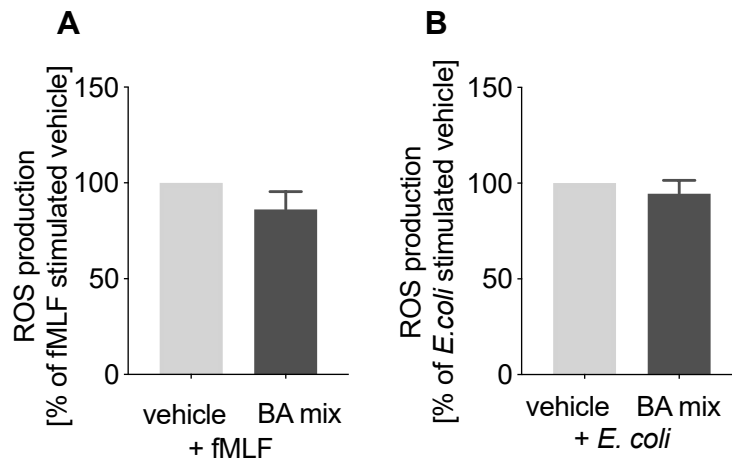 A
ROS production
[% of fMLF stimulated vehicle]
150
100
50
0
vehicle BA mix
+ fMLF
B
ROS production
[% of E.coli stimulated vehicle]
150
100
50
0
vehicle BA mix
+ E. coli